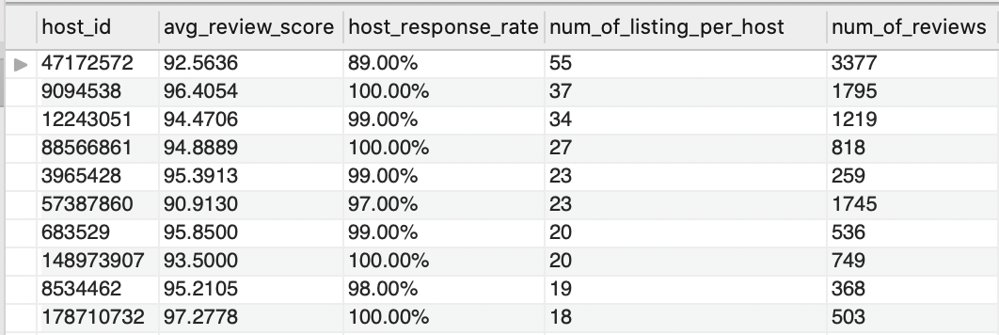 host_id avg_review_score host_response_rate num_of_listing_per_host num_of_reviews
47172572 92.5636 89.00% 55 3377
9094538 96.4054 100.00% 37 1795
12243051 94.4706 99.00% 34 1219
88566861 94.8889 100.00% 27 818
3965428 95.3913 99.00% 23 259
57387860 90.9130 97.00% 23 1745
683529 95.8500 99.00% 20 536
148973907 93.5000 100.00% 20 749
8534462 95.2105 98.00% 19 368
178710732 97.2778 100.00% 18 503